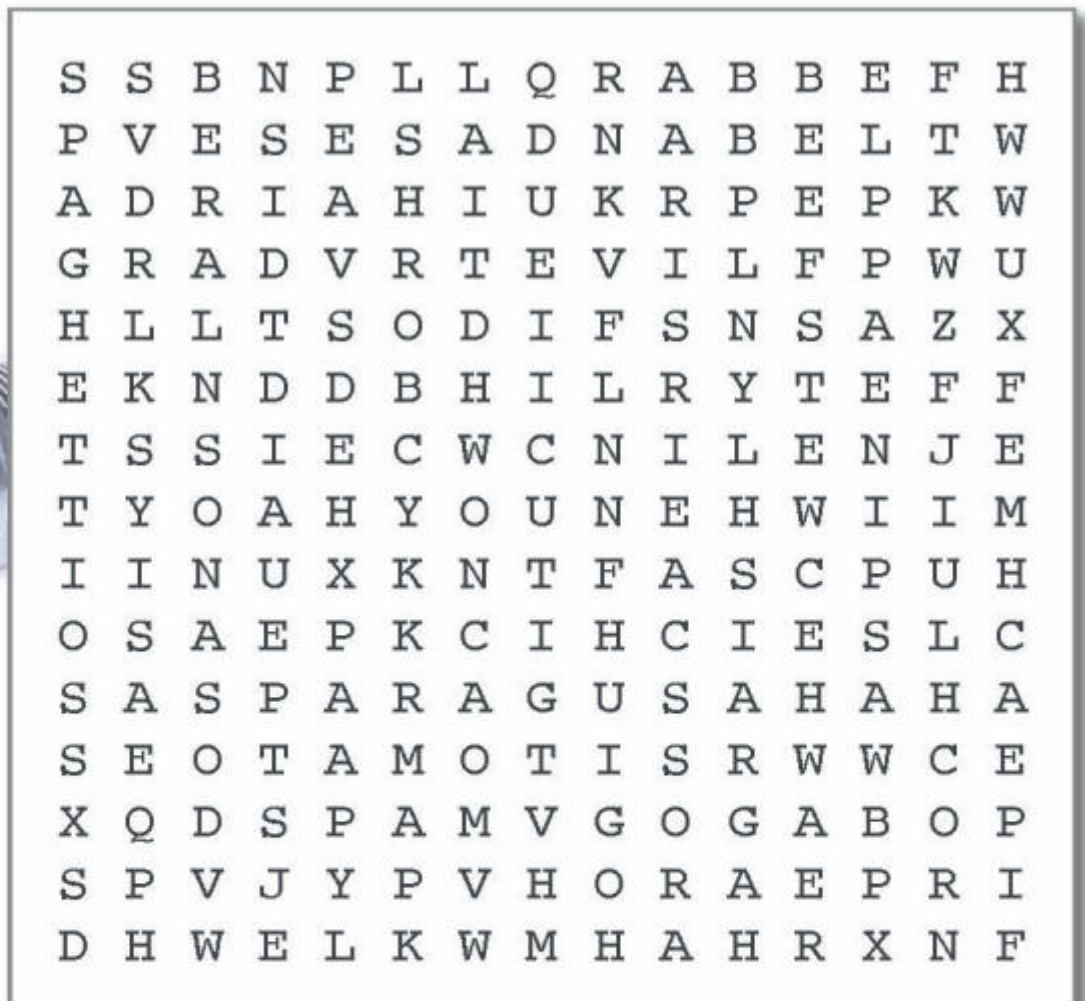 S S B N P L L Q R A B B E F H
P V E S E S A D N A B E L T W
A D R I A H I U K R P E P K W
G R A D V R T E V I L F P W U
H L L T S O D I F S N S A Z X
E K N D D B H I L R Y T E F F
T S S I E C W C N I L E N J E
T Y O A H Y O U N E H W I I M
I I N U X K N T F A S C P U H
O S A E P K C I H C I E S L C
S A S P A R A G U S A H A H A
S E O T A M O T I S R W W C E
X Q D S P A M V G O G A B O P
S P V J Y P V H O R A E P R I
D H W E L K W M H A H R X N F